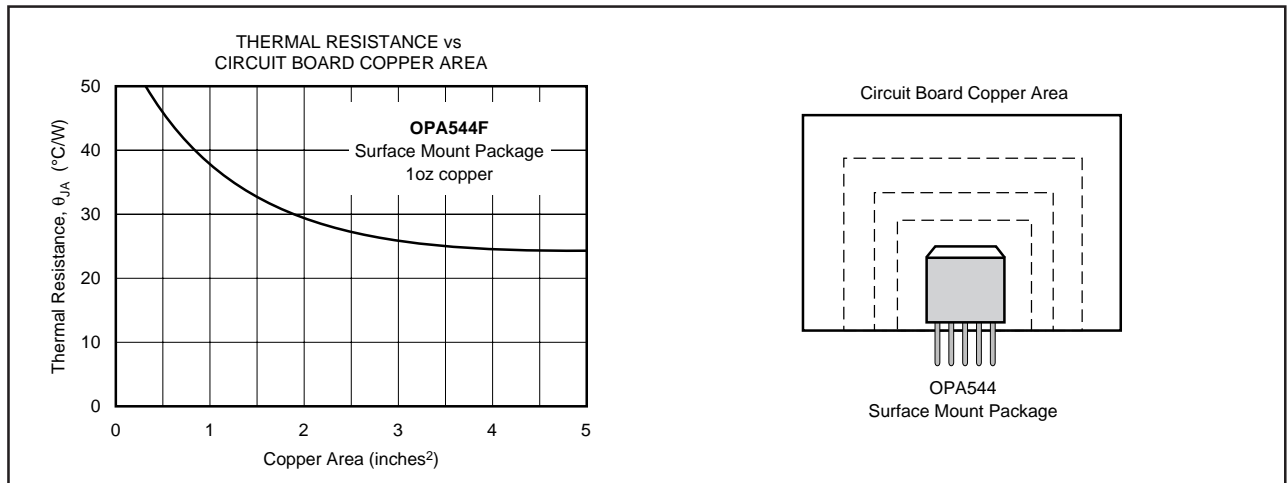 THERMAL RESISTANCE vs
CIRCUIT BOARD COPPER AREA
50
40
30
20
10
0
Thermal Resistance, θJA (°C/W)
OPA544F
Surface Mount Package
1oz copper
0 1 2 3 4 5
Copper Area (inches²)
Circuit Board Copper Area
OPA544
Surface Mount Package